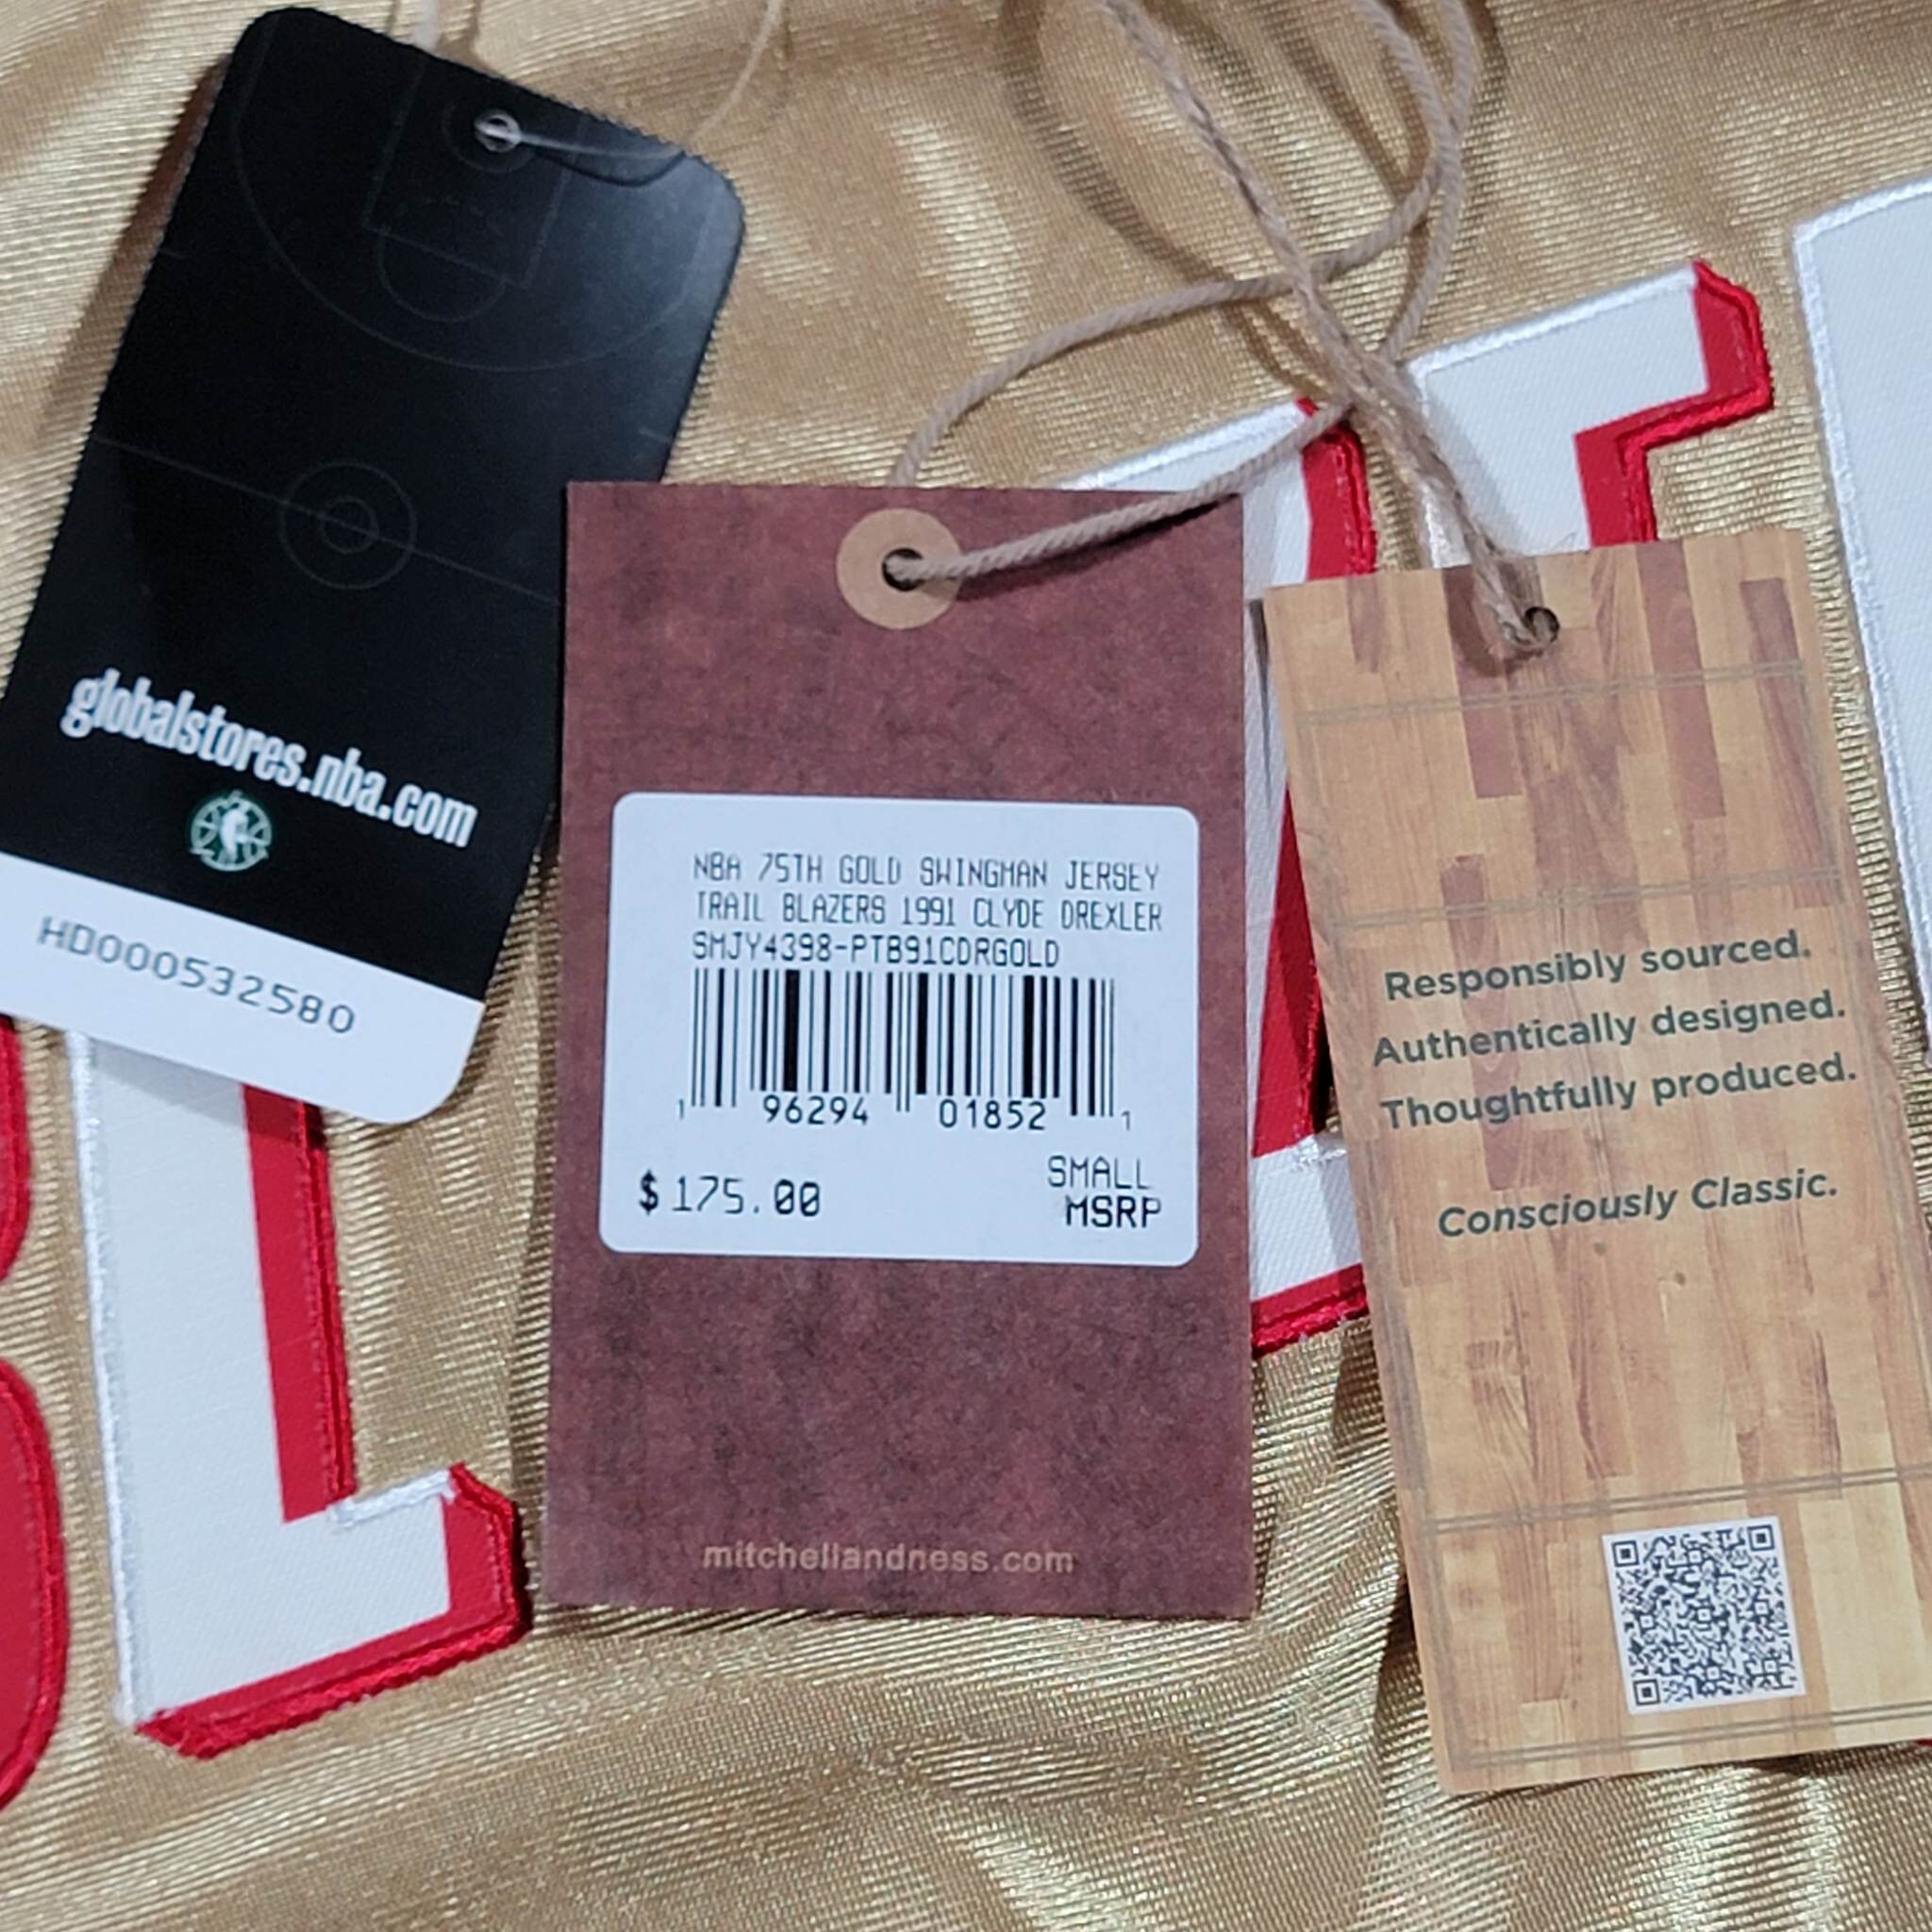 globalstores.nba.com
HD000532580
NBA 75TH GOLD SWINGMAN JERSEY
TRAIL BLAZERS 1991 CLYDE DREXLER
SMJY4398-PTB91CDRGOLD
1 96294 01852 1
$175.00
SMALL
MSRP
mitchellandness.com
Responsibly sourced.
Authentically designed.
Thoughtfully produced.
Consciously Classic.
L